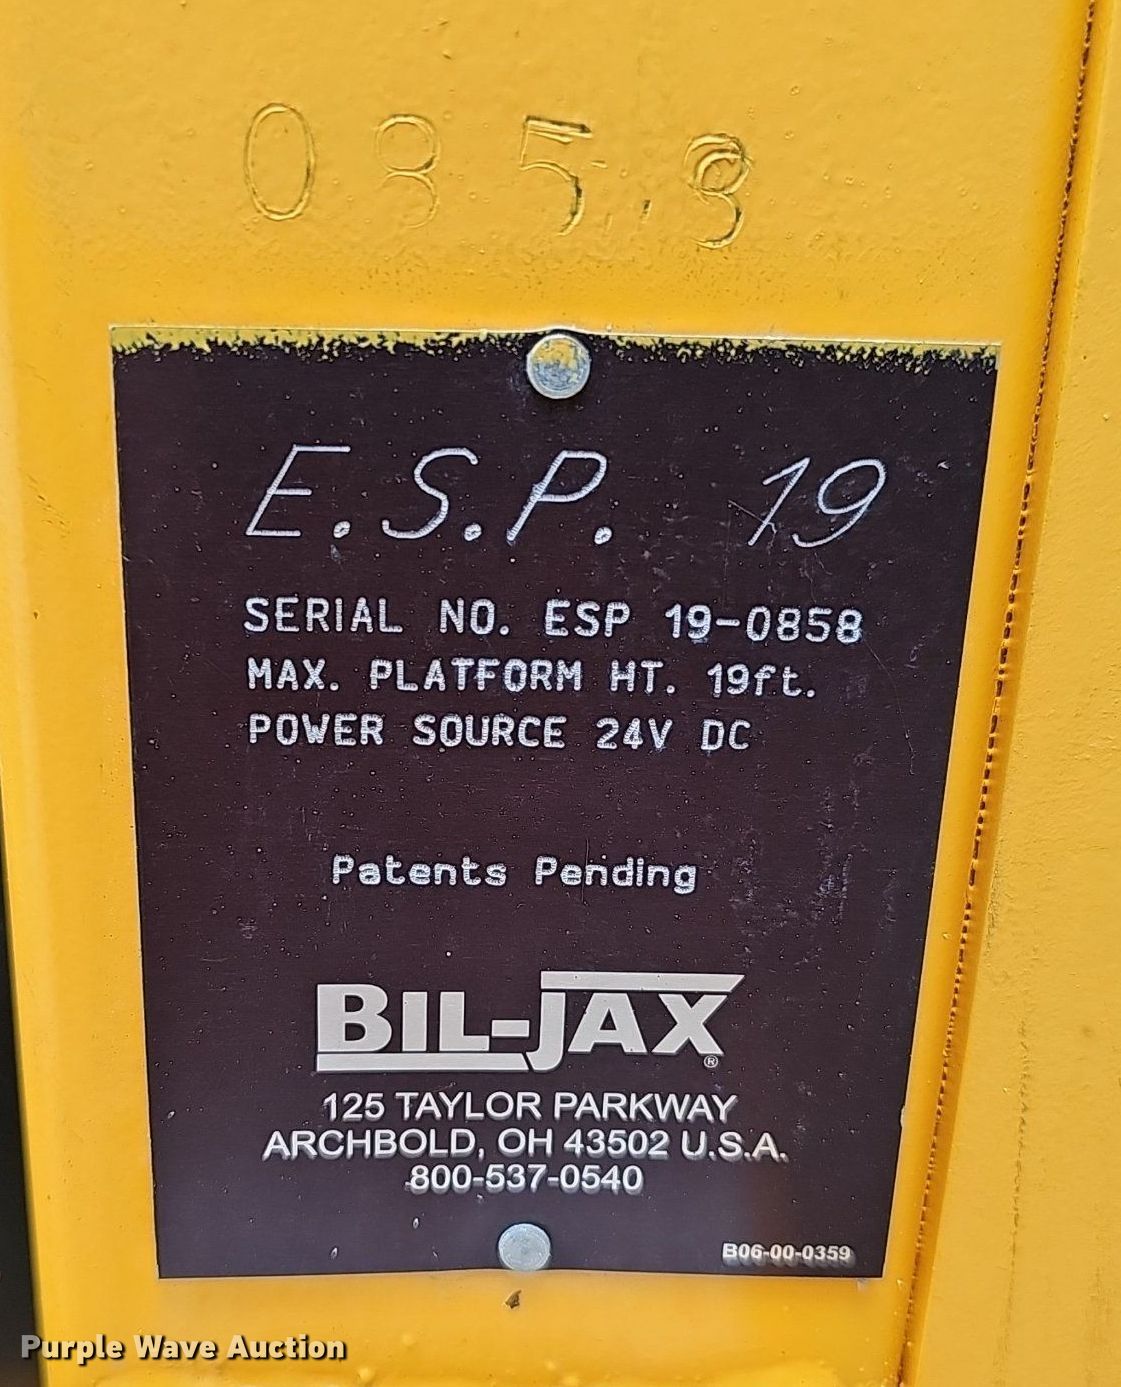 0858
E.S.P. 19
SERIAL NO. ESP 19-0858
MAX. PLATFORM HT. 19ft.
POWER SOURCE 24V DC
Patents Pending
BIL-JAX®
125 TAYLOR PARKWAY
ARCHBOLD, OH 43502 U.S.A.
800-537-0540
B06-00-0359
Purple Wave Auction